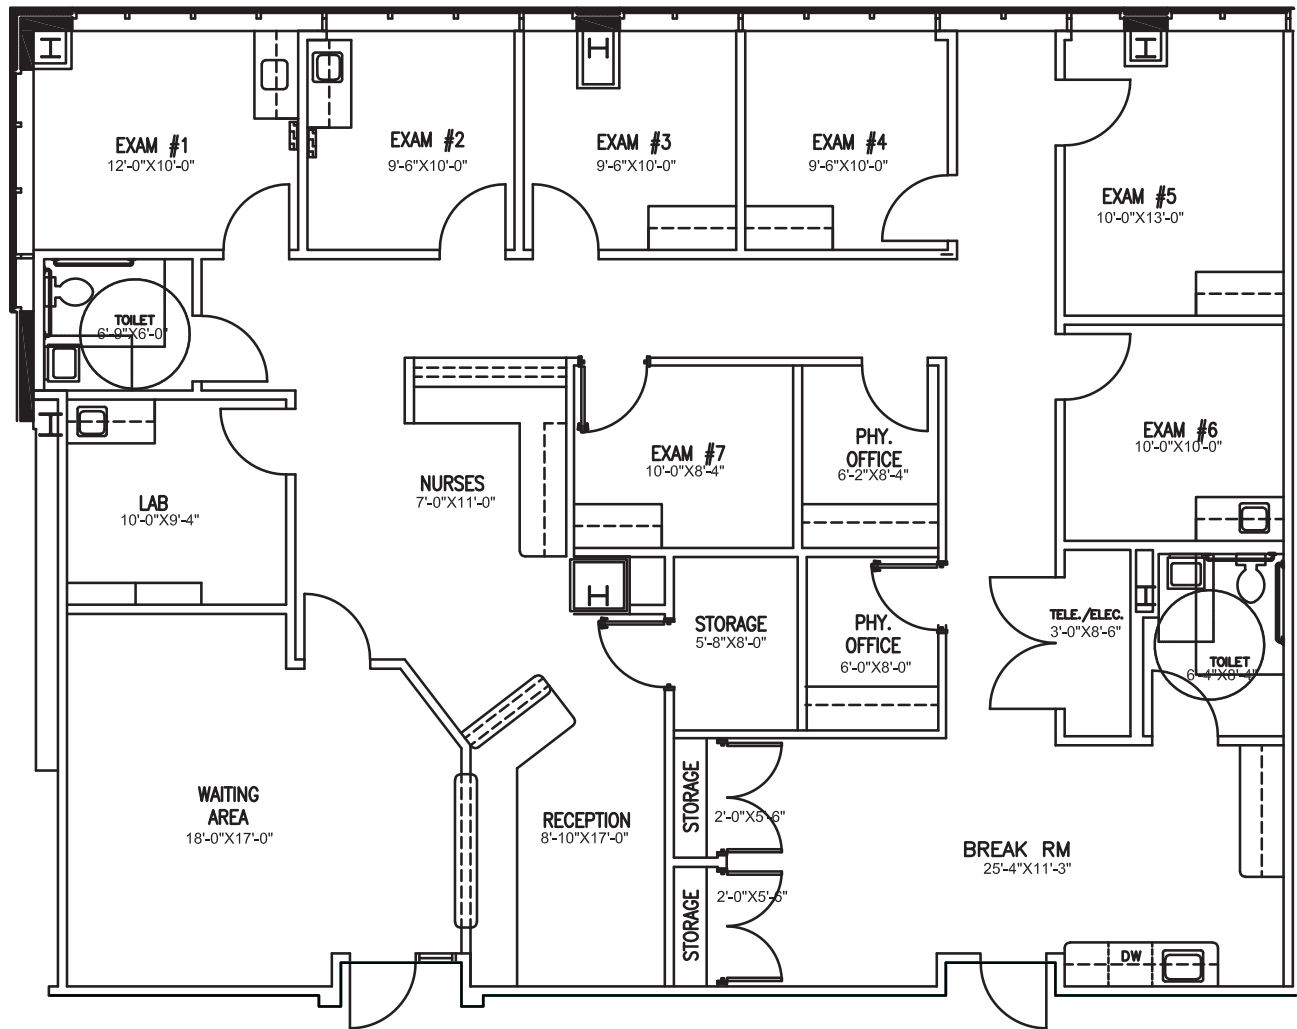 EXAM #1
12'-0"X10'-0"
EXAM #2
9'-6"X10'-0"
EXAM #3
9'-6"X10'-0"
EXAM #4
9'-6"X10'-0"
EXAM #5
10'-0"X13'-0"
TOILET
6'-9"X6'-0"
EXAM #6
10'-0"X10'-0"
EXAM #7
10'-0"X8'-4"
PHY.
OFFICE
6'-2"X8'-4"
NURSES
7'-0"X11'-0"
LAB
10'-0"X9'-4"
STORAGE
5'-8"X8'-0"
PHY.
OFFICE
6'-0"X8'-0"
TELE./ELEC.
3'-0"X8'-6"
TOILET
6'-4"X8'-4"
WAITING
AREA
18'-0"X17'-0"
RECEPTION
8'-10"X17'-0"
STORAGE
2'-0"X5'-6"
BREAK RM
25'-4"X11'-3"
STORAGE
2'-0"X5'-6"
DW